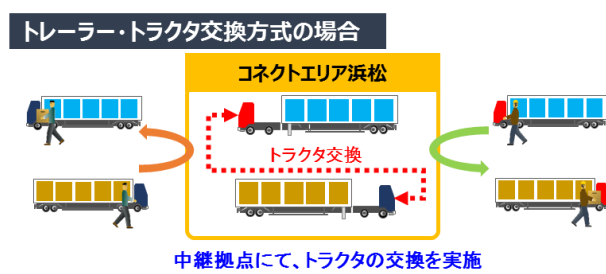 トレーラー・トラクタ交換方式の場合
コネクトエリア浜松
トラクタ交換
中継拠点にて、トラクタの交換を実施